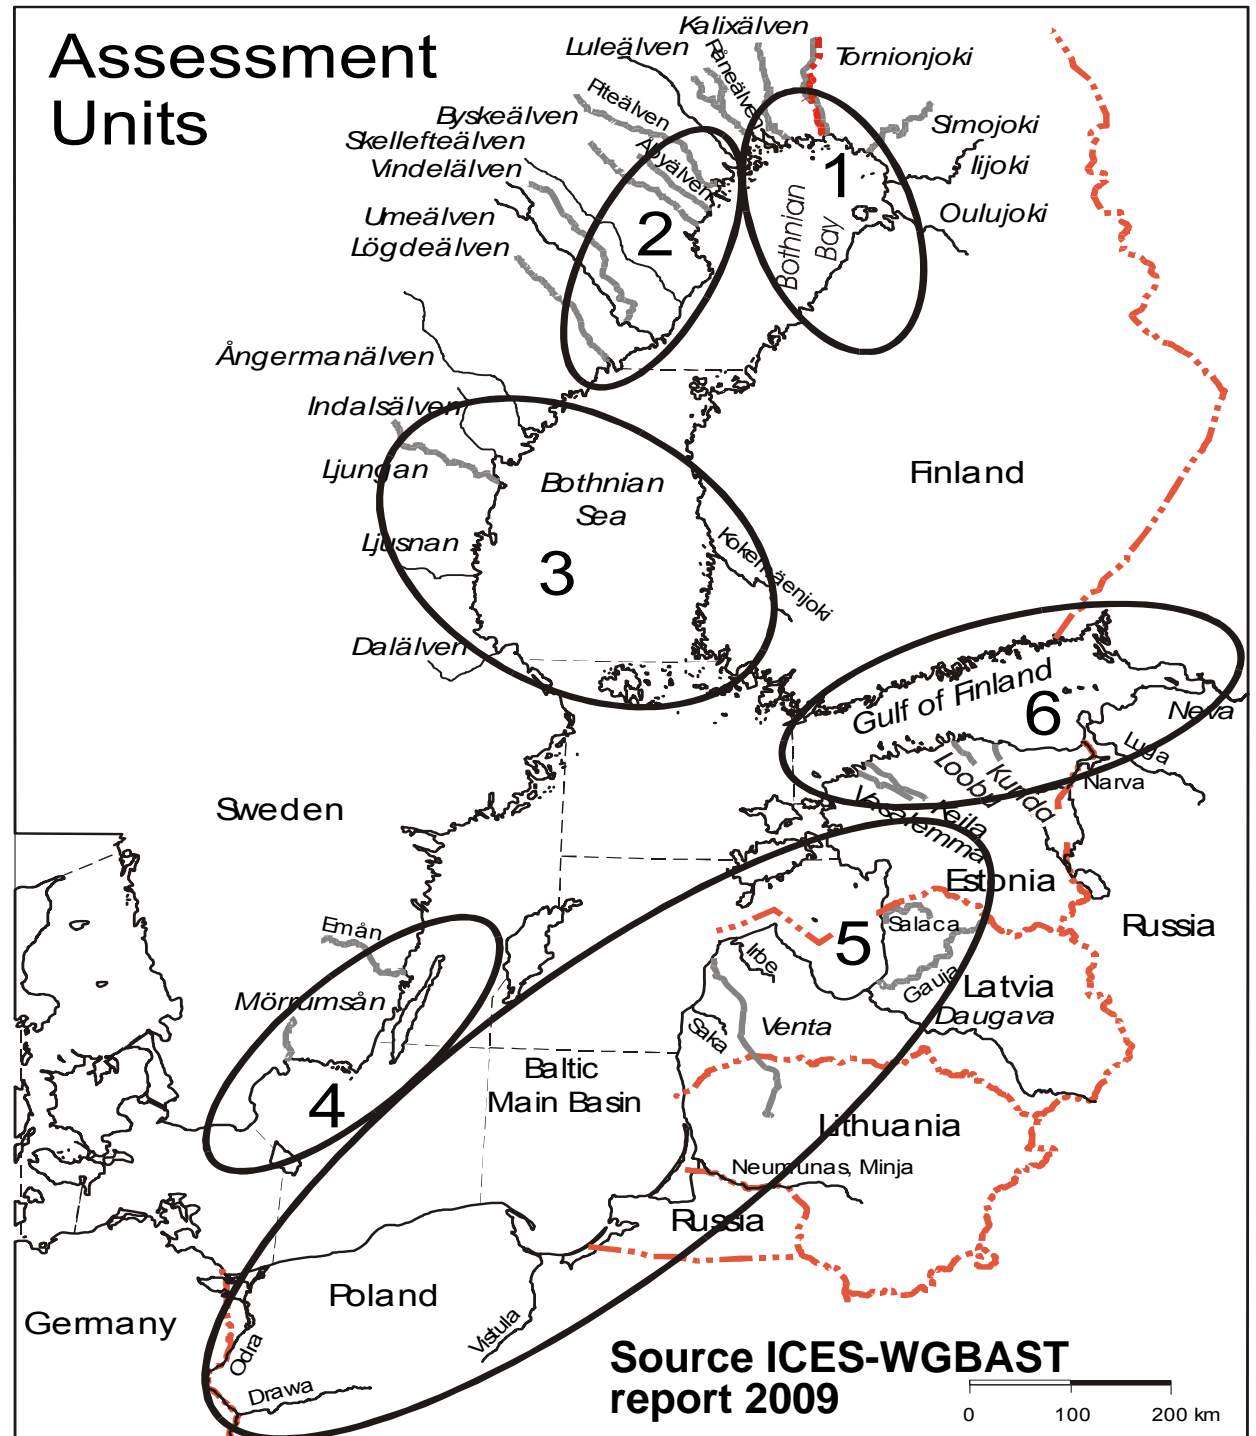 Assessment
Units
Kalixälven
Luleälven
Råneälven
Tornionjoki
Piteälven
Byskeälven
Simojoki
Skellefteälven
Åbyälven
Iijoki
Vindelälven
1
Umeälven
Oulujoki
2
Bothnian
Bay
Lögdeälven
Ångermanälven
Indalsälven
Ljungan
Finland
Bothnian
Sea
Ljusnan
3
Kokemäenjoki
Dalälven
Gulf of Finland
6
Neva
Luga
Narva
Kunda
Loobu
Keila
Vasalemma
Sweden
Estonia
Emån
Salaca
Russia
5
Irbe
Gauja
Mörrumsån
Latvia
Daugava
Saka
Venta
Baltic
Main Basin
4
Lithuania
Neumunas, Minja
Russia
Poland
Germany
Vistula
Odra
Drawa
Source ICES-WGBAST
report 2009
0 100 200 km